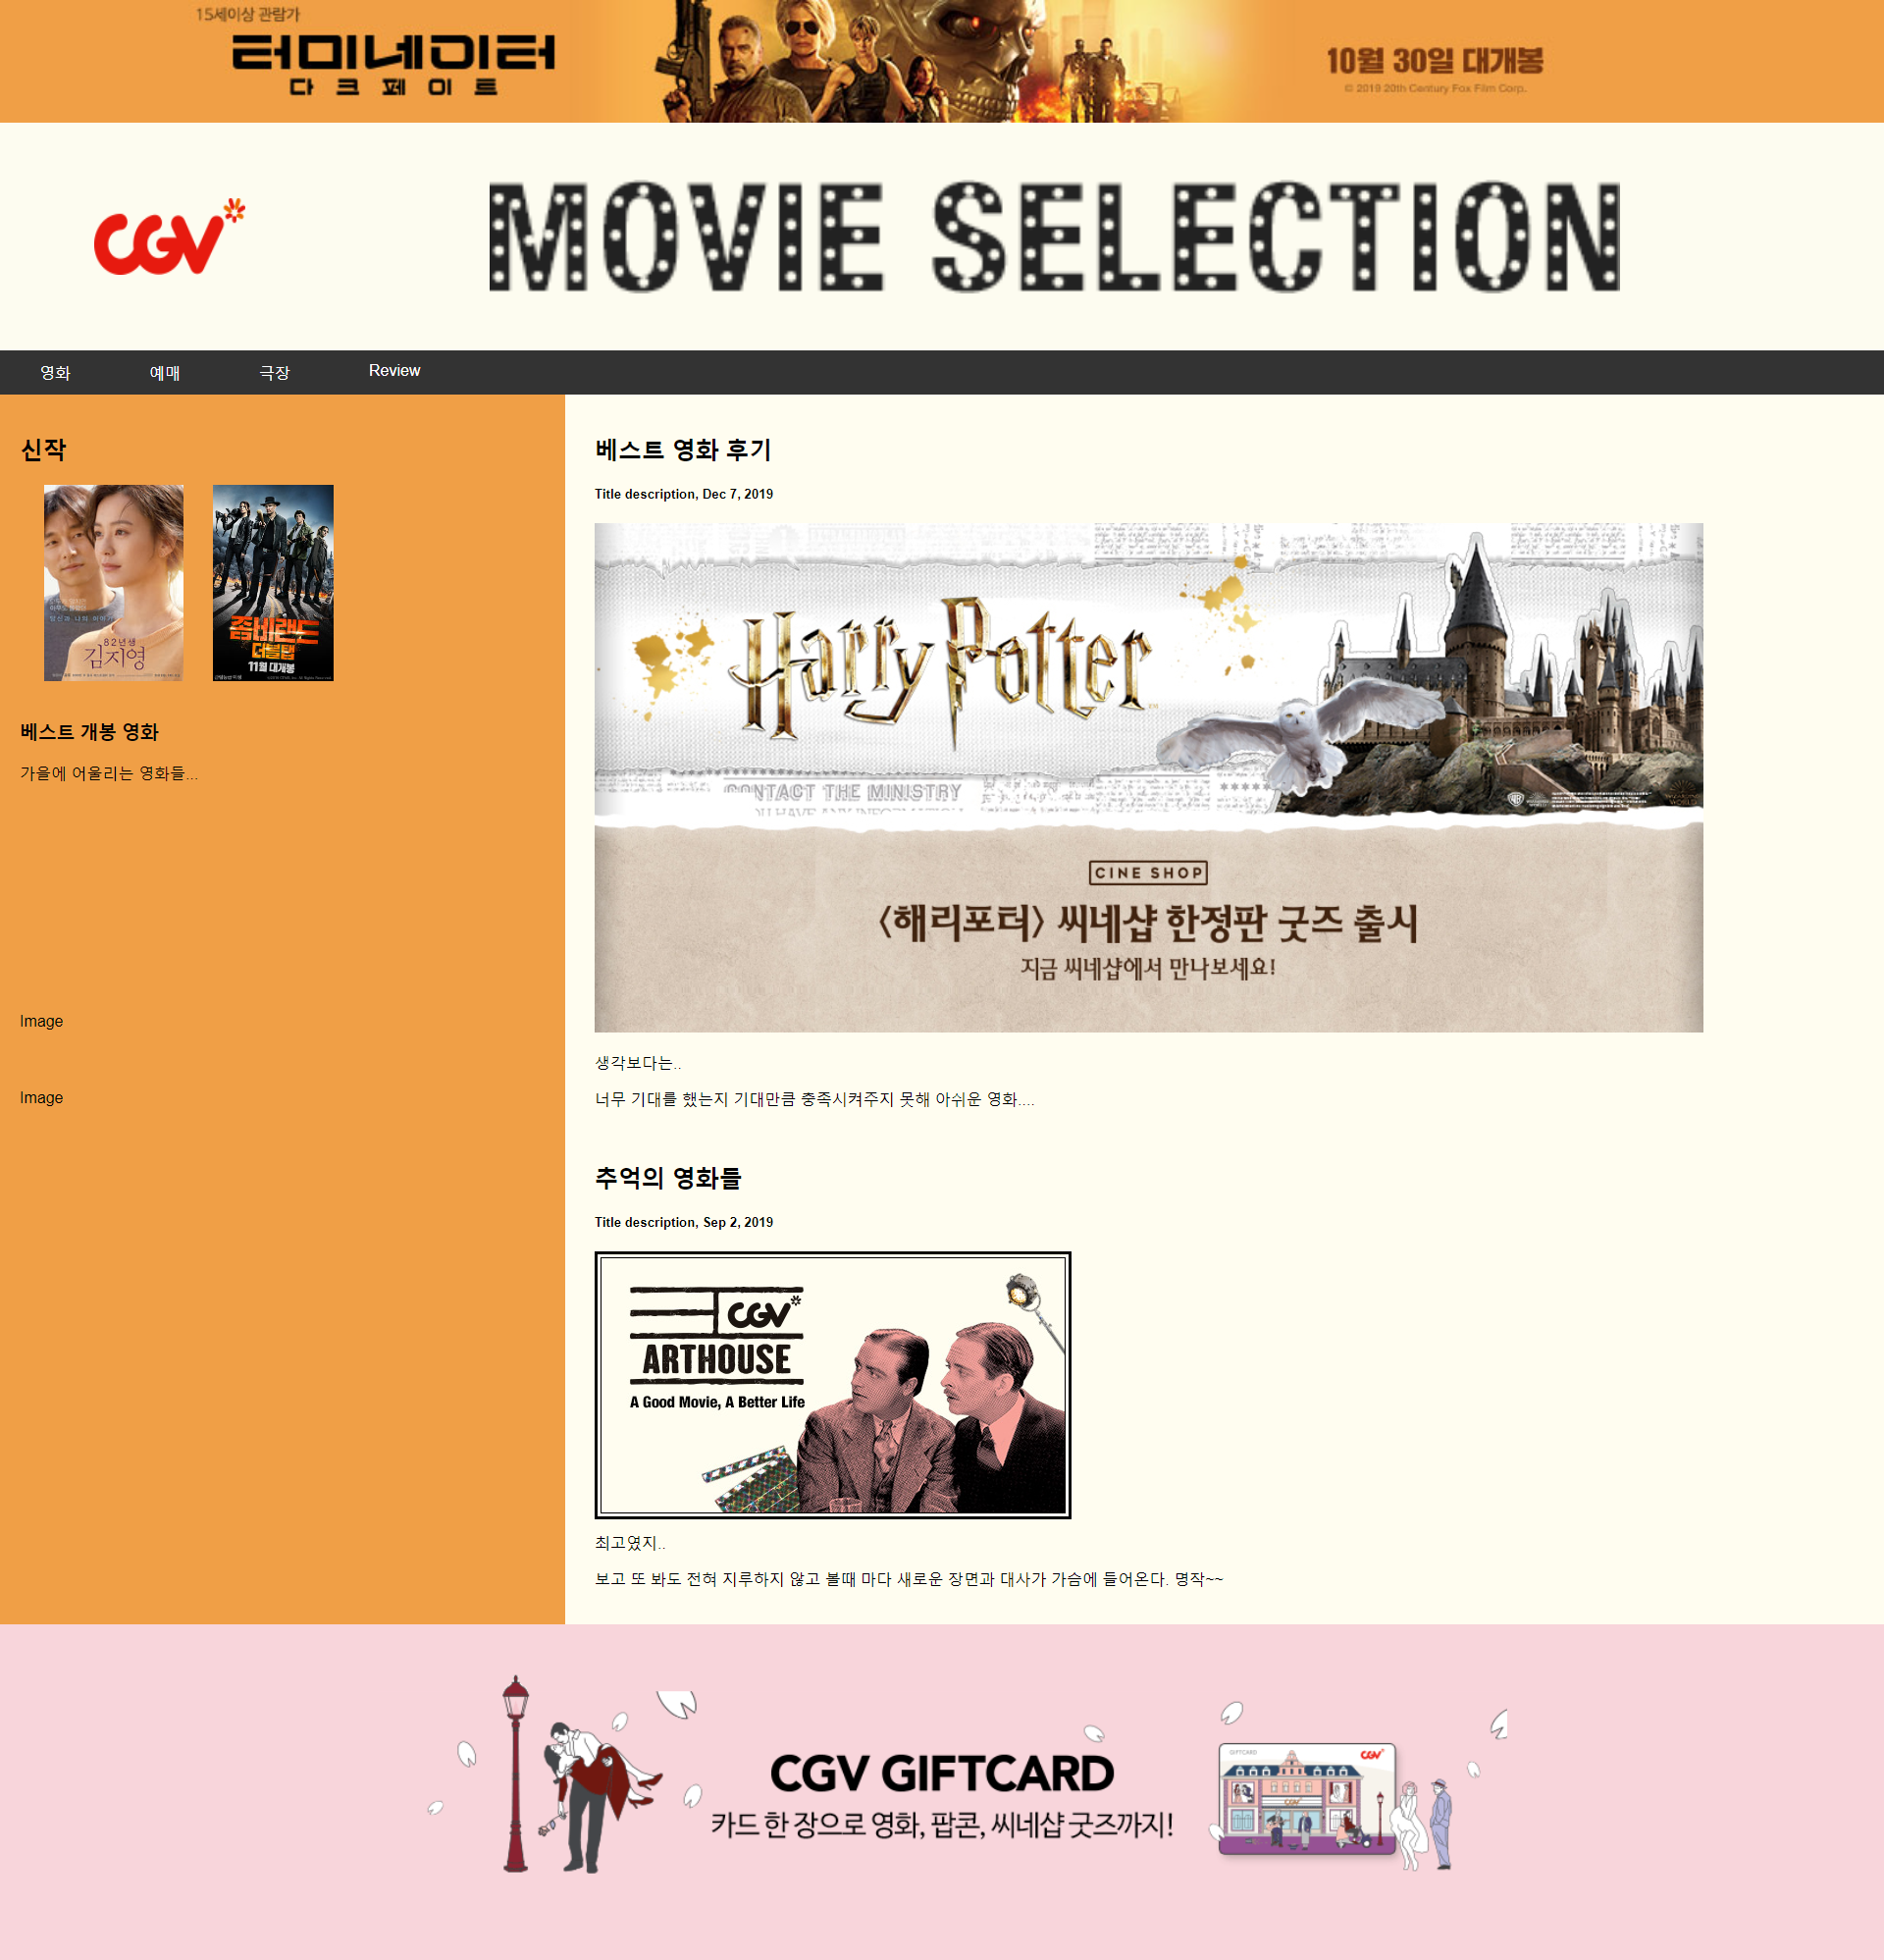 15세이상 관람가
터미네이터
다크페이트
10월 30일 대개봉
© 2019 20th Century Fox Film Corp.
CGV
MOVIE SELECTION
영화
예매
극장
Review
신작
82년생
김지영
좀비랜드
더블탭
11월 대개봉
베스트 개봉 영화
가을에 어울리는 영화들...
Image
Image
베스트 영화 후기
Title description, Dec 7, 2019
Harry Potter
CONTACT THE MINISTRY
CINE SHOP
<해리포터> 씨네샵 한정판 굿즈 출시
지금 씨네샵에서 만나보세요!
생각보다는..
너무 기대를 했는지 기대만큼 충족시켜주지 못해 아쉬운 영화....
추억의 영화들
Title description, Sep 2, 2019
CGV
ARTHOUSE
A Good Movie, A Better Life
최고였지..
보고 또 봐도 전혀 지루하지 않고 볼때 마다 새로운 장면과 대사가 가슴에 들어온다. 명작~~
CGV GIFTCARD
카드 한 장으로 영화, 팝콘, 씨네샵 굿즈까지!
GIFTCARD
CGV